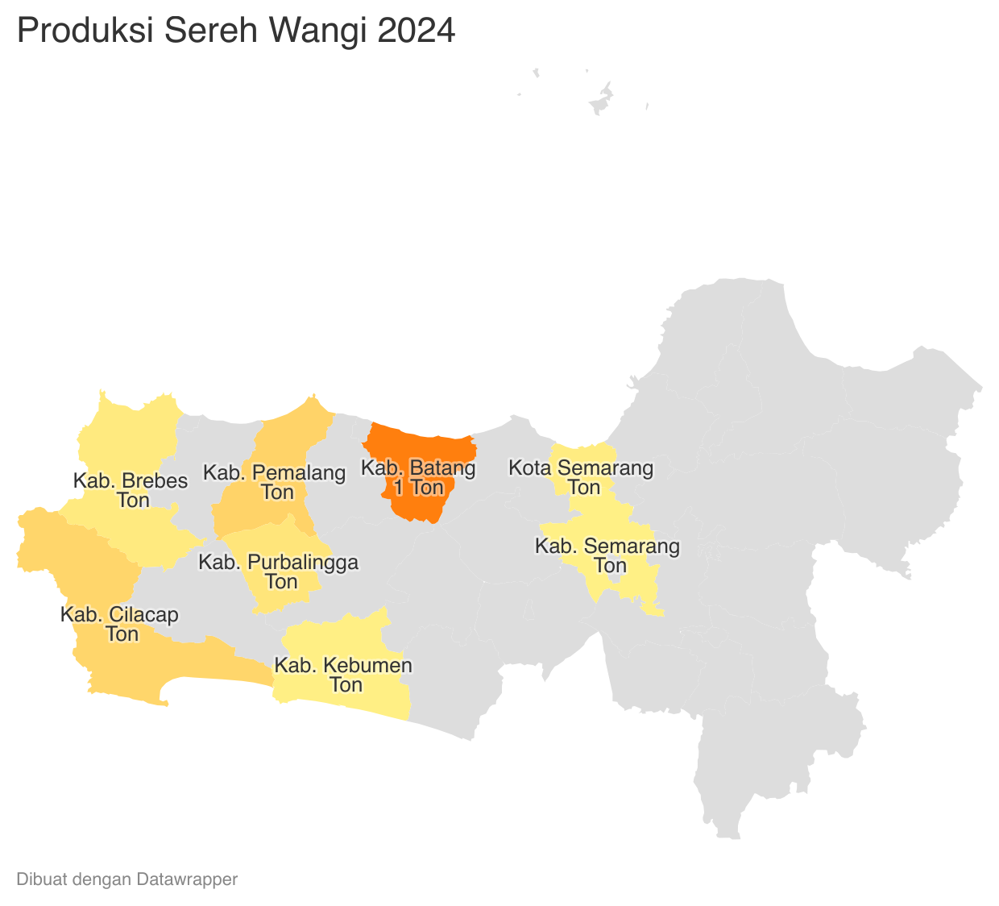 Produksi Sereh Wangi 2024
Kab. Brebes
Ton
Kab. Pemalang
Ton
Kab. Batang
1 Ton
Kota Semarang
Ton
Kab. Purbalingga
Ton
Kab. Semarang
Ton
Kab. Cilacap
Ton
Kab. Kebumen
Ton
Dibuat dengan Datawrapper